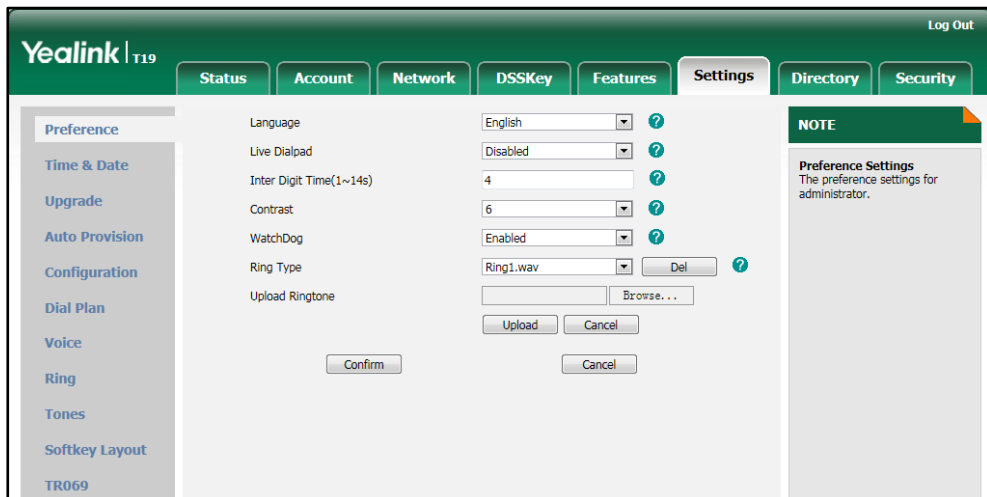 Log Out
Yealink T19
Status Account Network DSSKey Features Settings Directory Security
Preference
Time & Date
Upgrade
Auto Provision
Configuration
Dial Plan
Voice
Ring
Tones
Softkey Layout
TR069
Language English ?
Live Dialpad Disabled ?
Inter Digit Time(1~14s) 4 ?
Contrast 6 ?
WatchDog Enabled ?
Ring Type Ring1.wav Del ?
Upload Ringtone Browse...
Upload Cancel
Confirm Cancel
NOTE
Preference Settings
The preference settings for
administrator.